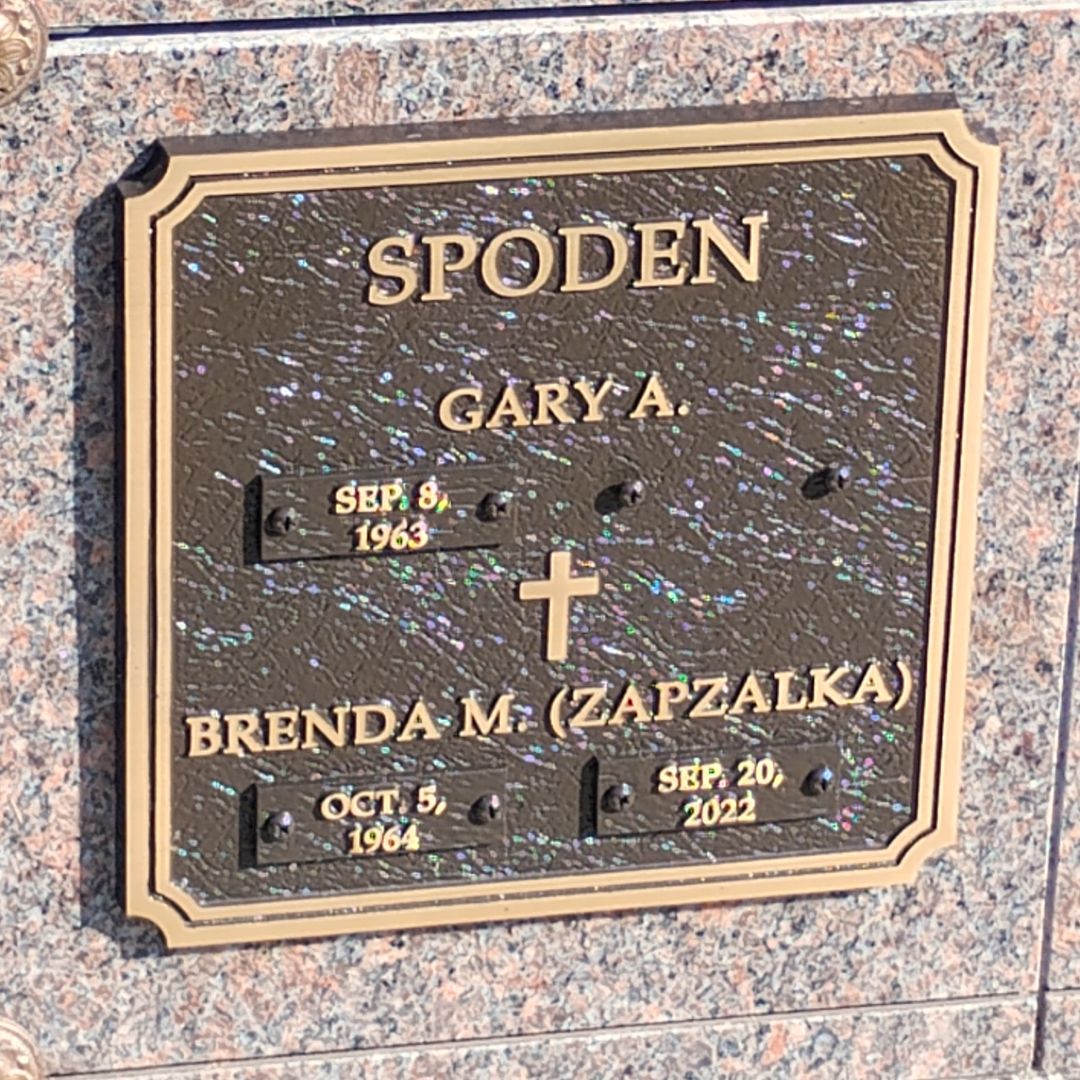 SPODEN
GARY A.
SEP. 8,
1963
BRENDA M. (ZAPZALKA)
OCT. 5,
1964
SEP. 20,
2022